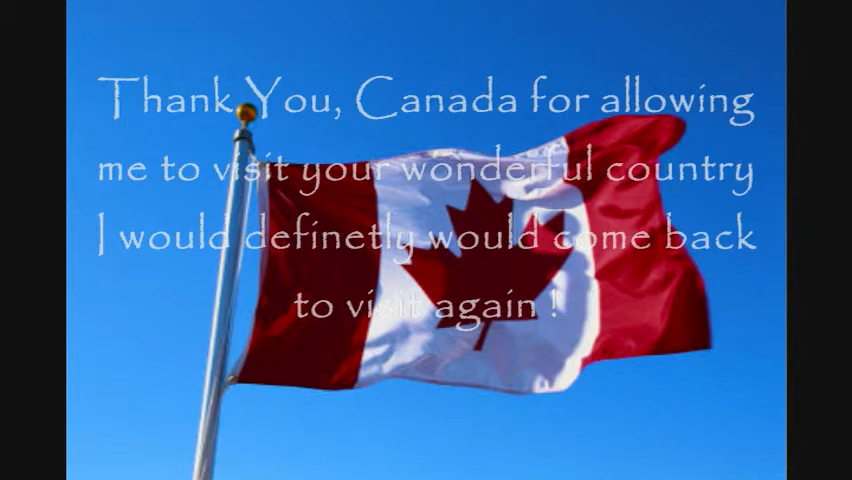 Thank You, Canada for allowing
me to visit your wonderful country
I would definetly would come back
to visit again !